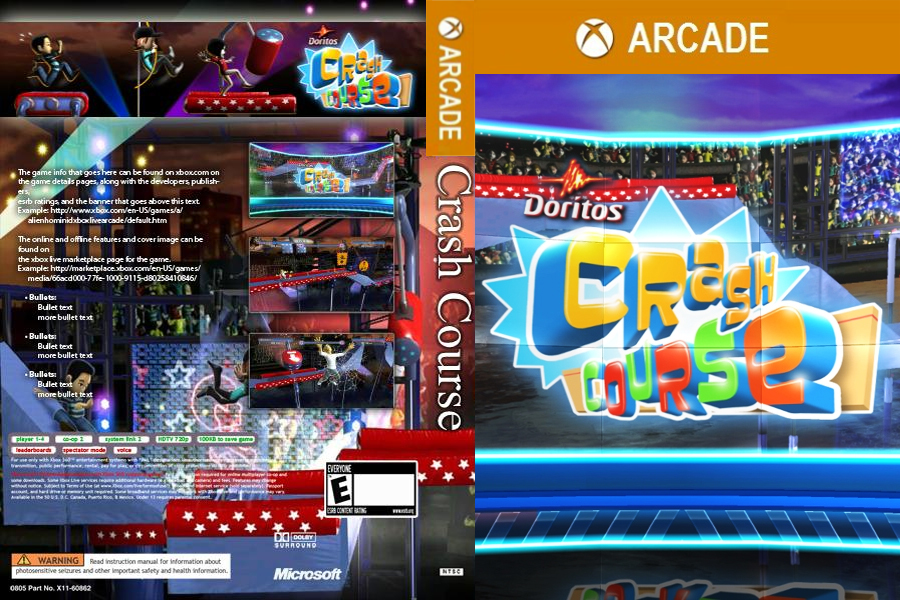 Doritos
Crash
Course
The game info that goes here can be found on xbox.com on
the game details pages, along with the developers, publish-
ers,
esrb ratings, and the banner that goes above this text.
Example: http://www.xbox.com/en-US/games/a/
alienhominidxboxlivearcade/default.htm
The online and offline features and cover image can be
found on
the xbox live marketplace page for the game.
Example: http://marketplace.xbox.com/en-US/games/
media/66acd000-77fe-1000-9115-d80258410846/
• Bullets:
Bullet text
more bullet text
• Bullets:
Bullet text
more bullet text
• Bullets:
Bullet text
more bullet text
player 1-4 co-op 2 system link 2 HDTV 720p 100KB to save game
leaderboards spectator mode voice
EVERYONE
E
ESRB CONTENT RATING www.esrb.org
DOLBY
SURROUND
WARNING Read instruction manual for information about
photosensitive seizures and other important safety and health information.
Microsoft
0805 Part No. X11-60862
ARCADE
Crash Course
NTSC
ARCADE
Doritos
Crash
Course